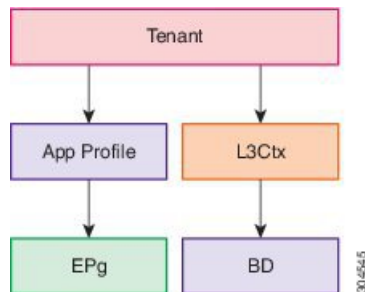 Tenant
App Profile
L3Ctx
EPg
BD
304545